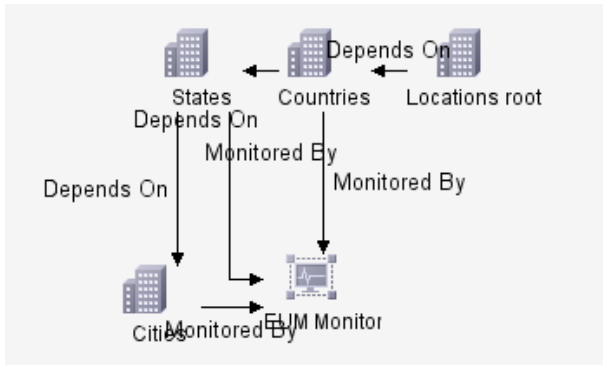 Depends On
States
Countries
Locations root
Depends On
Monitored By
Monitored By
Depends On
EUM Monitor
Cities
Monitored By